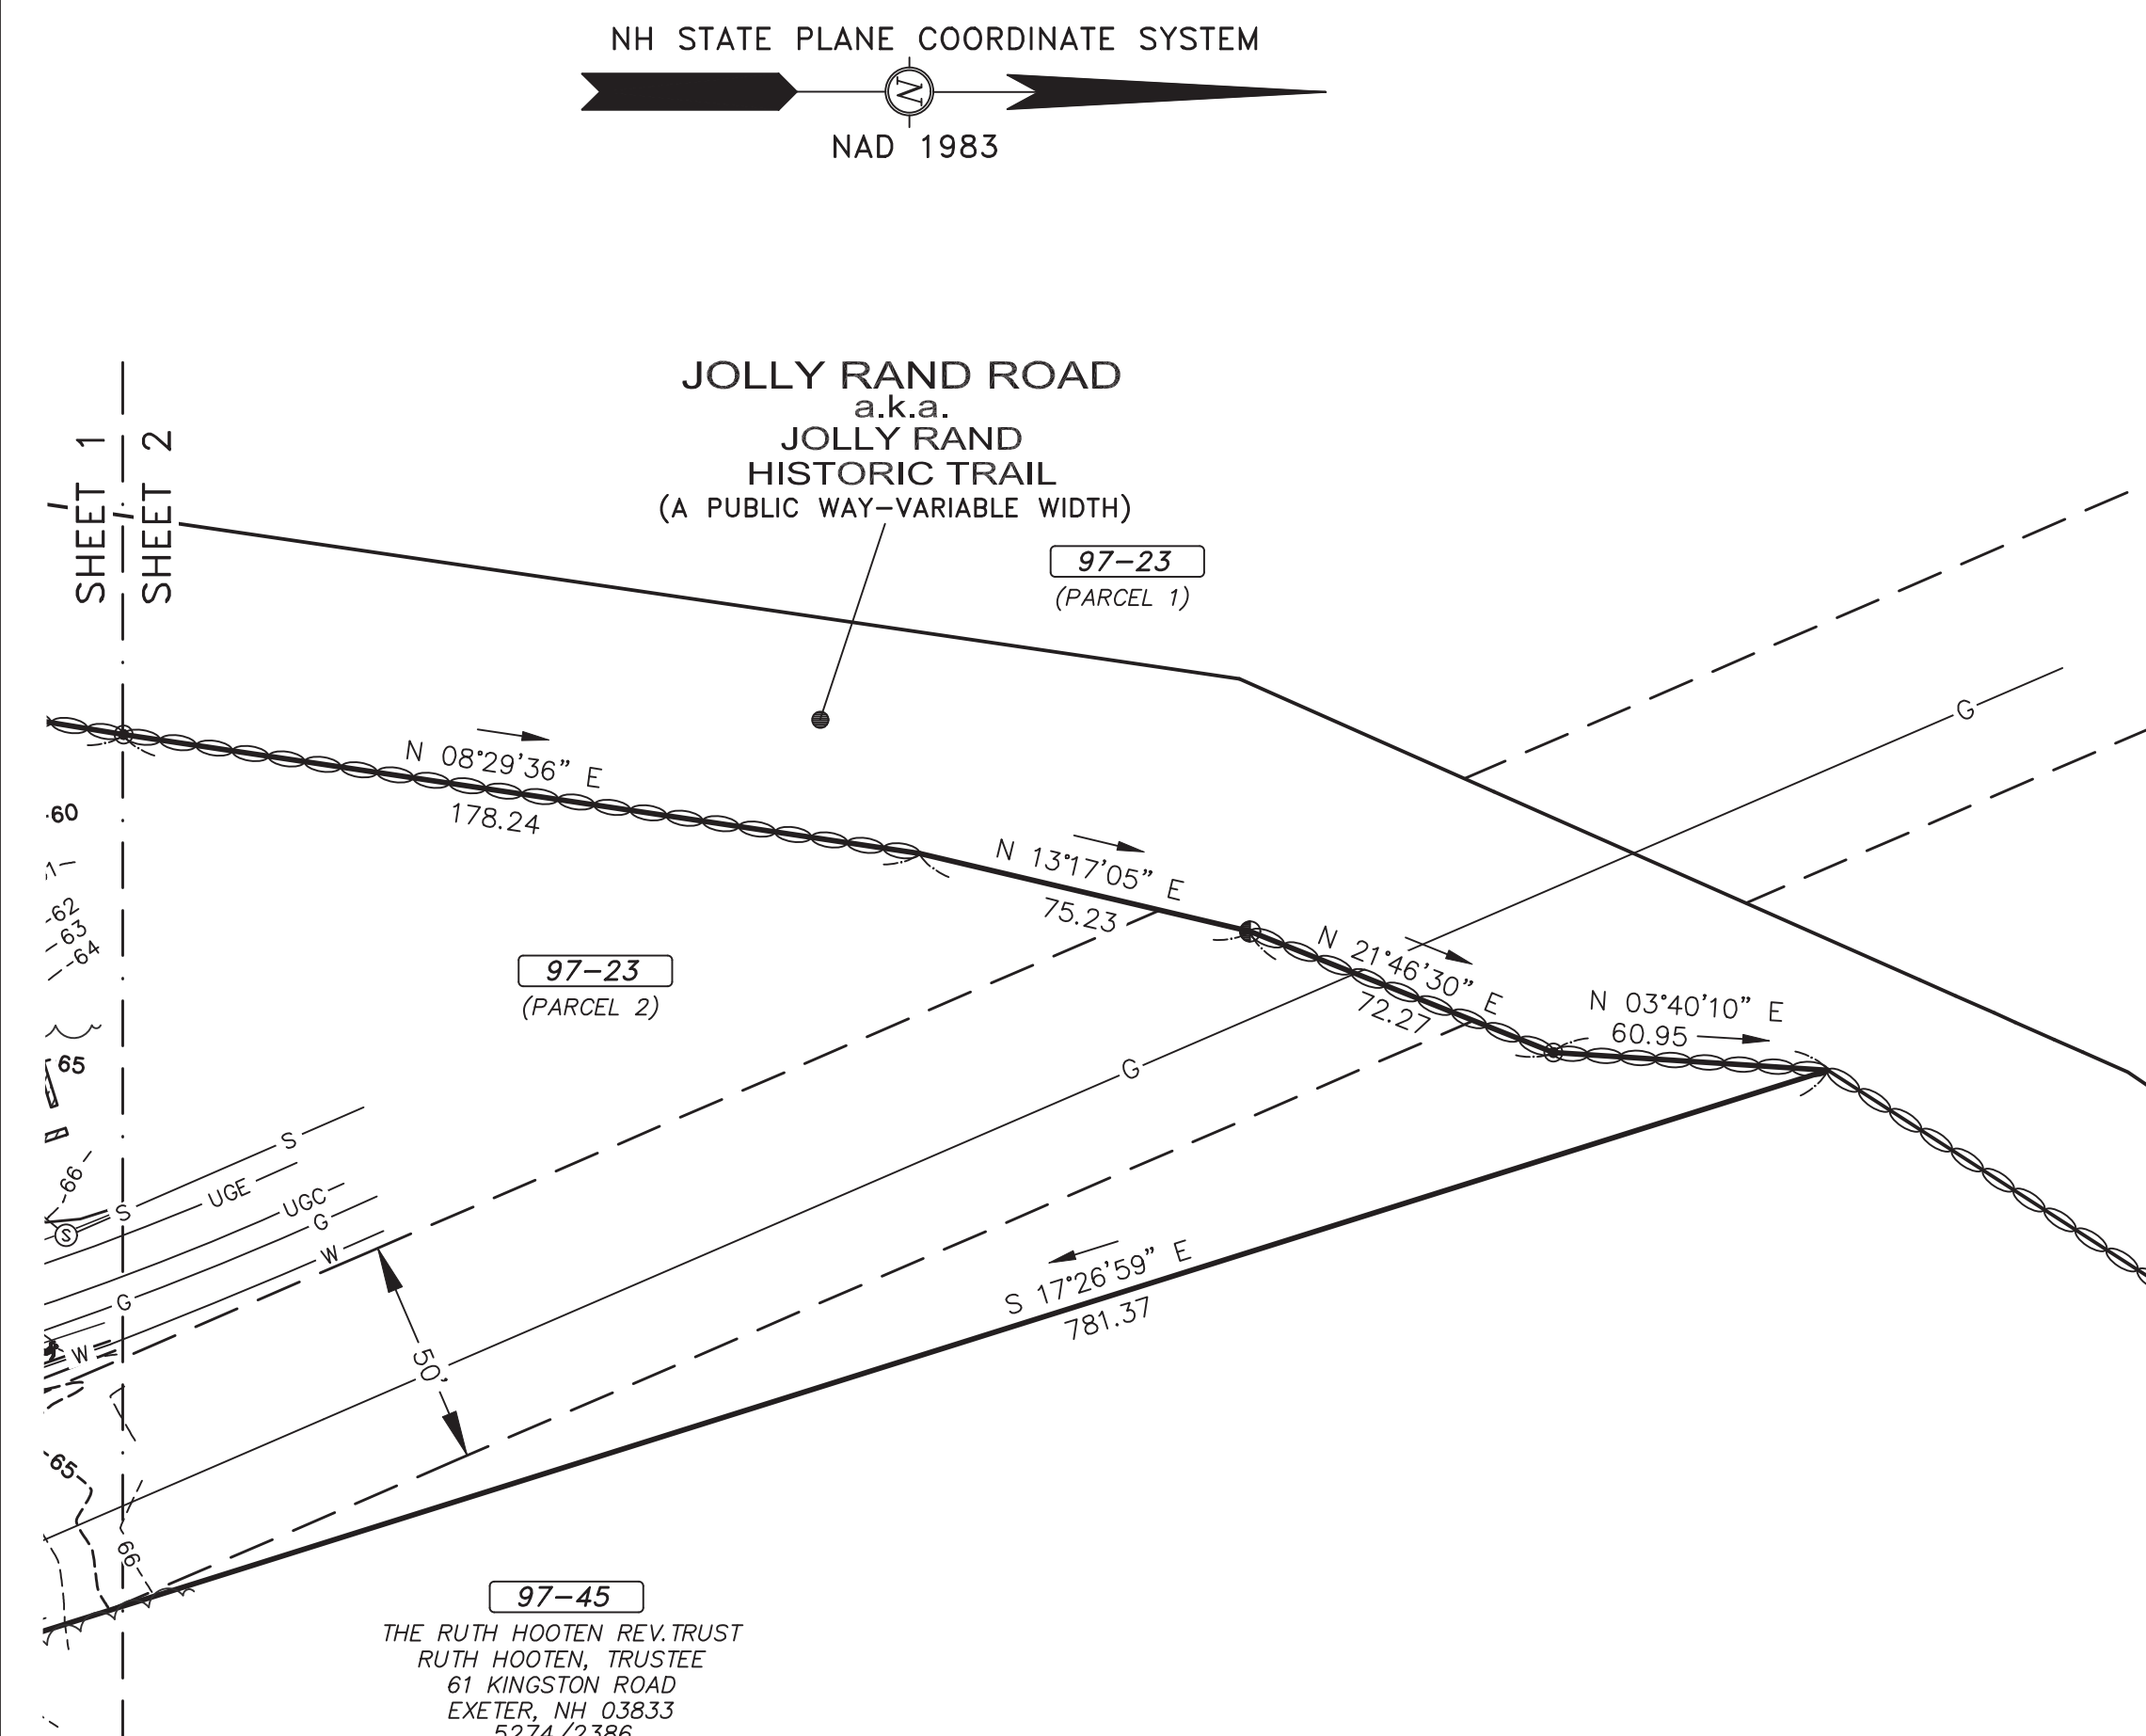 NH STATE PLANE COORDINATE SYSTEM
N
NAD 1983
SHEET 1
SHEET 2
JOLLY RAND ROAD
a.k.a.
JOLLY RAND
HISTORIC TRAIL
(A PUBLIC WAY-VARIABLE WIDTH)
97-23
(PARCEL 1)
G
N 08°29'36" E
178.24
60
62
63
64
N 13°17'05" E
75.23
N 21°46'30" E
72.27
N 03°40'10" E
60.95
97-23
(PARCEL 2)
65
G
66
S
UGE
UGC
S
G
S
W
G
W
50'
S 17°26'59" E
781.37
65
66
97-45
THE RUTH HOOTEN REV.TRUST
RUTH HOOTEN, TRUSTEE
61 KINGSTON ROAD
EXETER, NH 03833
5274/2386